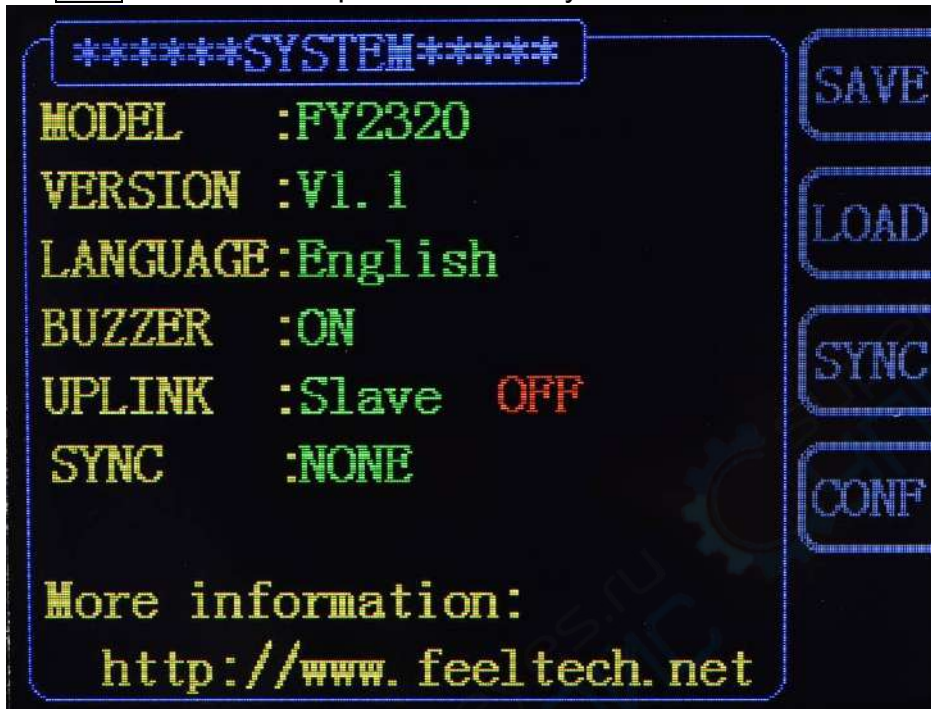 ******SYSTEM*****
SAVE
MODEL :FY2320
VERSION :V1.1
LOAD
LANGUAGE:English
BUZZER :ON
SYNC
UPLINK :Slave OFF
SYNC :NONE
CONF
More information:
http://www.feeltech.net